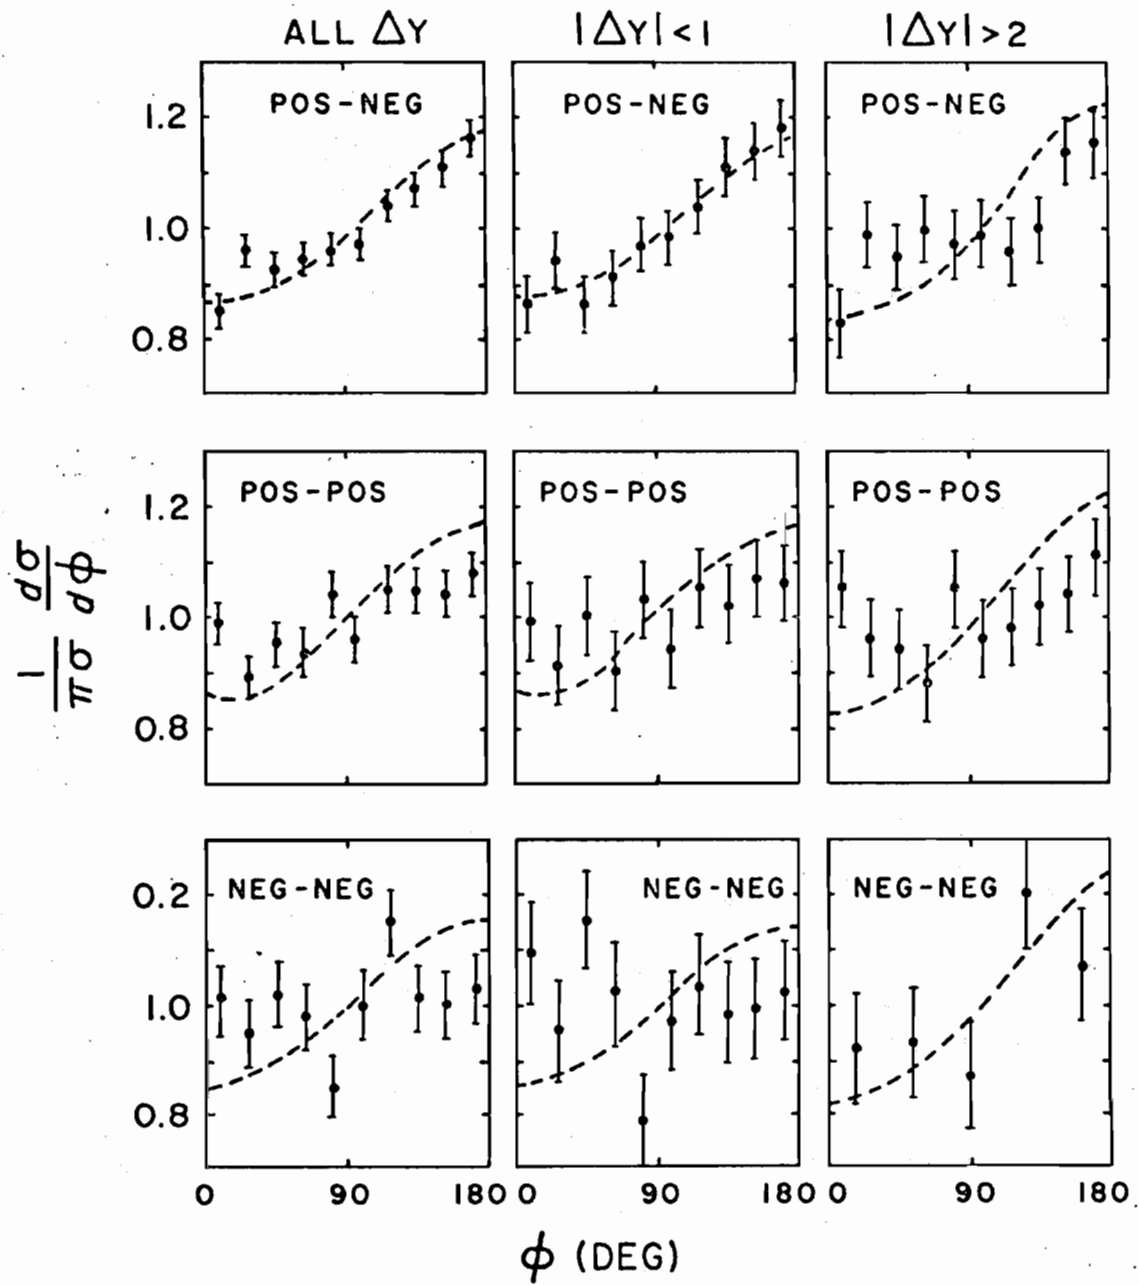 ALL ΔY |ΔY|<1 |ΔY|>2
POS-NEG POS-NEG POS-NEG
1.2
1.0
0.8
POS-POS POS-POS POS-POS
1.2
1.0
0.8
1/πσ dσ/dϕ
NEG-NEG NEG-NEG NEG-NEG
0.2
1.0
0.8
0 90 180 0 90 180 0 90 180
ϕ (DEG)